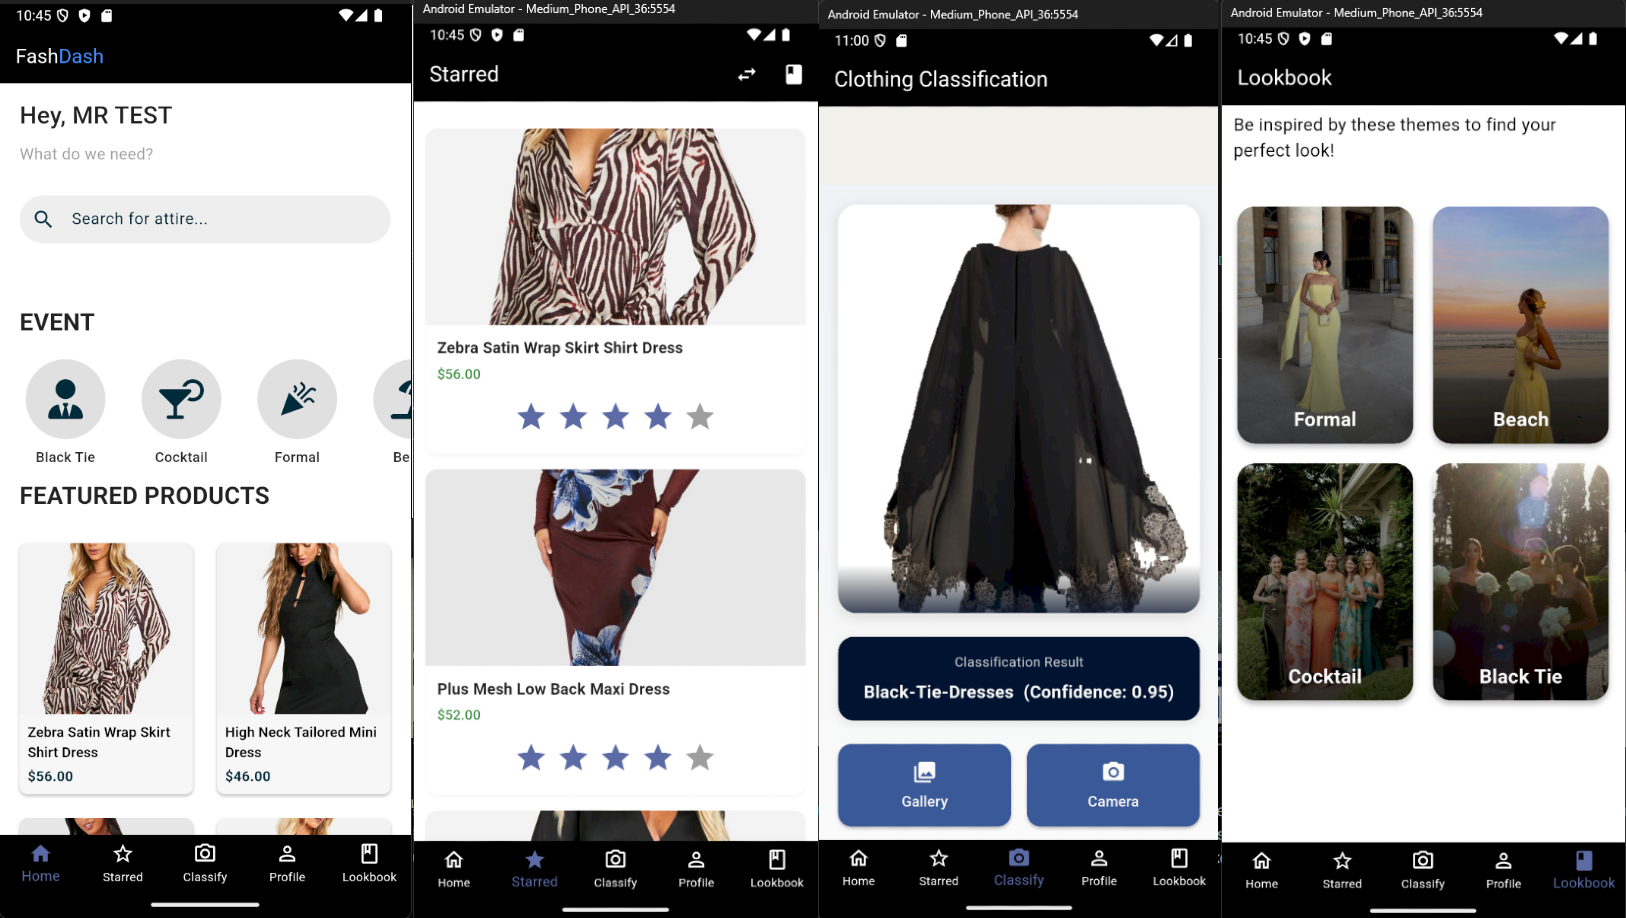 10:45
FashDash
Hey, MR TEST
What do we need?
Search for attire...
EVENT
Black Tie
Cocktail
Formal
Be
FEATURED PRODUCTS
Zebra Satin Wrap Skirt
Shirt Dress
$56.00
High Neck Tailored Mini
Dress
$46.00
Home
Starred
Classify
Profile
Lookbook
Android Emulator - Medium_Phone_API_36:5554
10:45
Starred
Zebra Satin Wrap Skirt Shirt Dress
$56.00
Plus Mesh Low Back Maxi Dress
$52.00
Home
Starred
Classify
Profile
Lookbook
Android Emulator - Medium_Phone_API_36:5554
11:00
Clothing Classification
Classification Result
Black-Tie-Dresses (Confidence: 0.95)
Gallery
Camera
Home
Starred
Classify
Profile
Lookbook
Android Emulator - Medium_Phone_API_36:5554
10:45
Lookbook
Be inspired by these themes to find your
perfect look!
Formal
Beach
Cocktail
Black Tie
Home
Starred
Classify
Profile
Lookbook